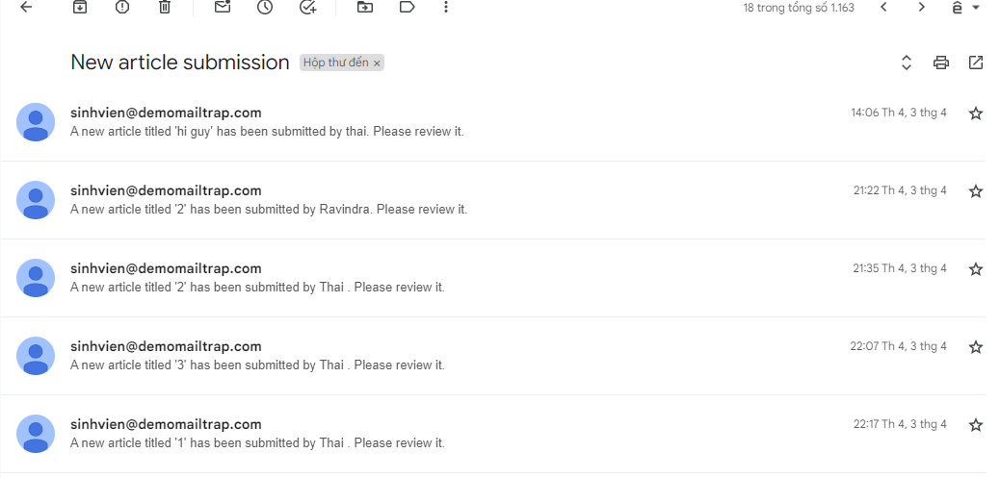 18 trong tổng số 1.163
ê
New article submission Hộp thư đến ×
sinhvien@demomailtrap.com 14:06 Th 4, 3 thg 4
A new article titled 'hi guy' has been submitted by thai. Please review it.
sinhvien@demomailtrap.com 21:22 Th 4, 3 thg 4
A new article titled '2' has been submitted by Ravindra. Please review it.
sinhvien@demomailtrap.com 21:35 Th 4, 3 thg 4
A new article titled '2' has been submitted by Thai . Please review it.
sinhvien@demomailtrap.com 22:07 Th 4, 3 thg 4
A new article titled '3' has been submitted by Thai . Please review it.
sinhvien@demomailtrap.com 22:17 Th 4, 3 thg 4
A new article titled '1' has been submitted by Thai . Please review it.